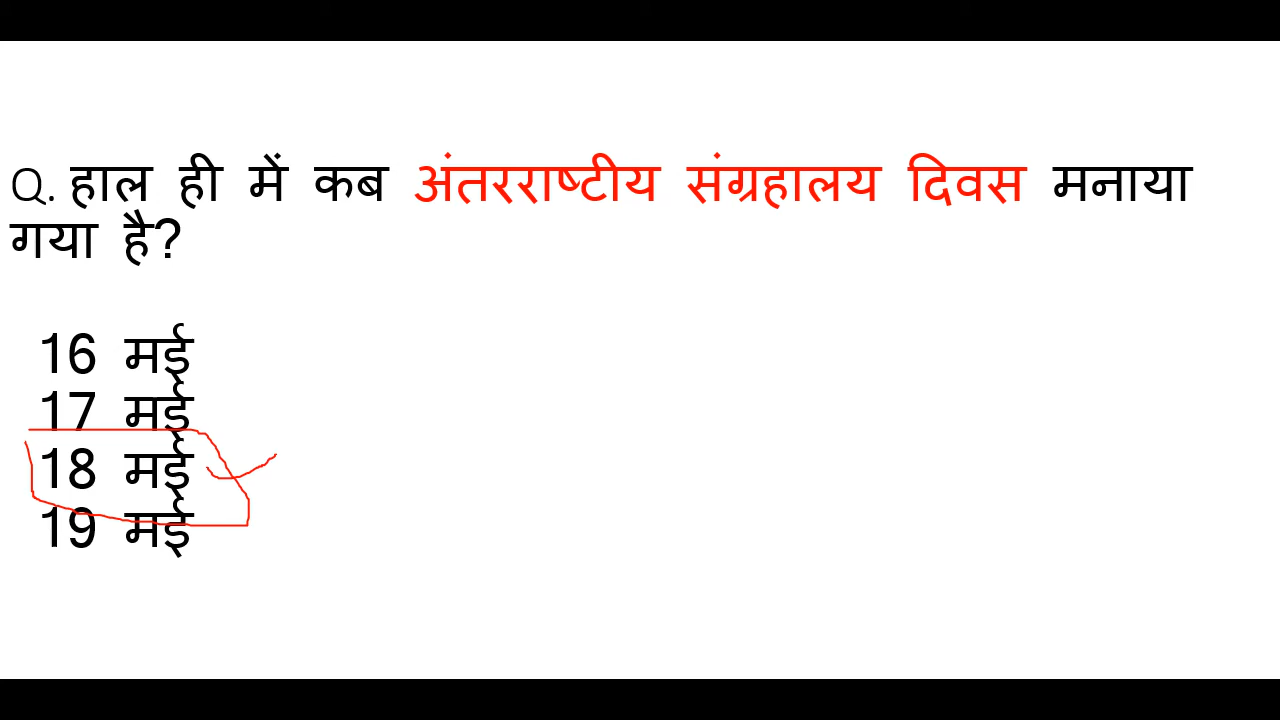 Q. हाल ही में कब अंतरराष्टीय संग्रहालय दिवस मनाया
गया है?
16 मई
17 मई
18 मई
19 मई